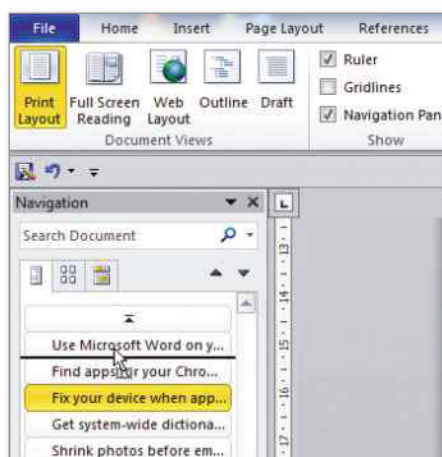 File Home Insert Page Layout References
Ruler
Gridlines
Navigation Pan
Print Layout
Full Screen Reading
Web Layout
Outline
Draft
Document Views
Show
Navigation
Search Document
13
14
15
16
17
Use Microsoft Word on y...
Find apps for your Chro...
Fix your device when app...
Get system-wide dictiona...
Shrink photos before em...